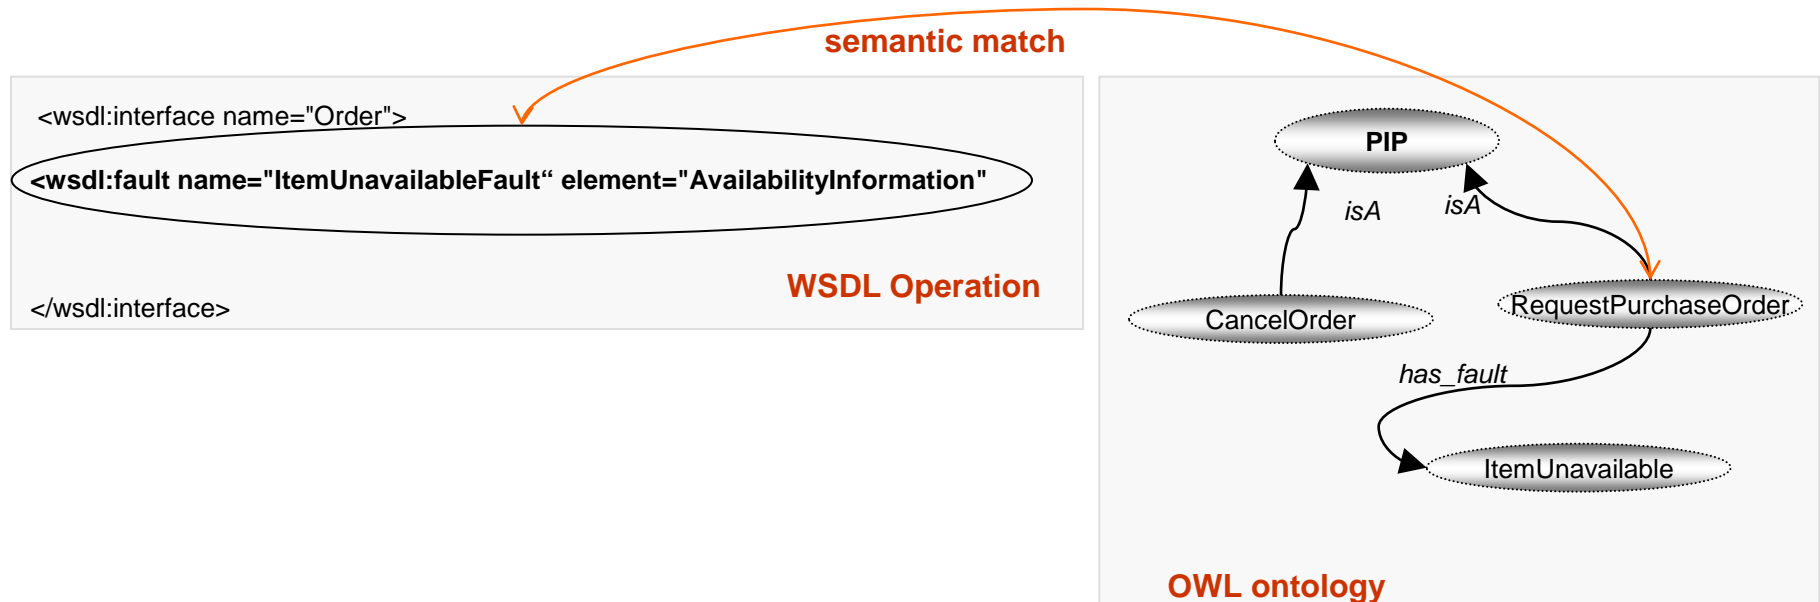 semantic match
<wsdl:interface name="Order">
<wsdl:fault name="ItemUnavailableFault“ element="AvailabilityInformation"
WSDL Operation
</wsdl:interface>
PIP
isA
isA
CancelOrder
RequestPurchaseOrder
has_fault
ItemUnavailable
OWL ontology